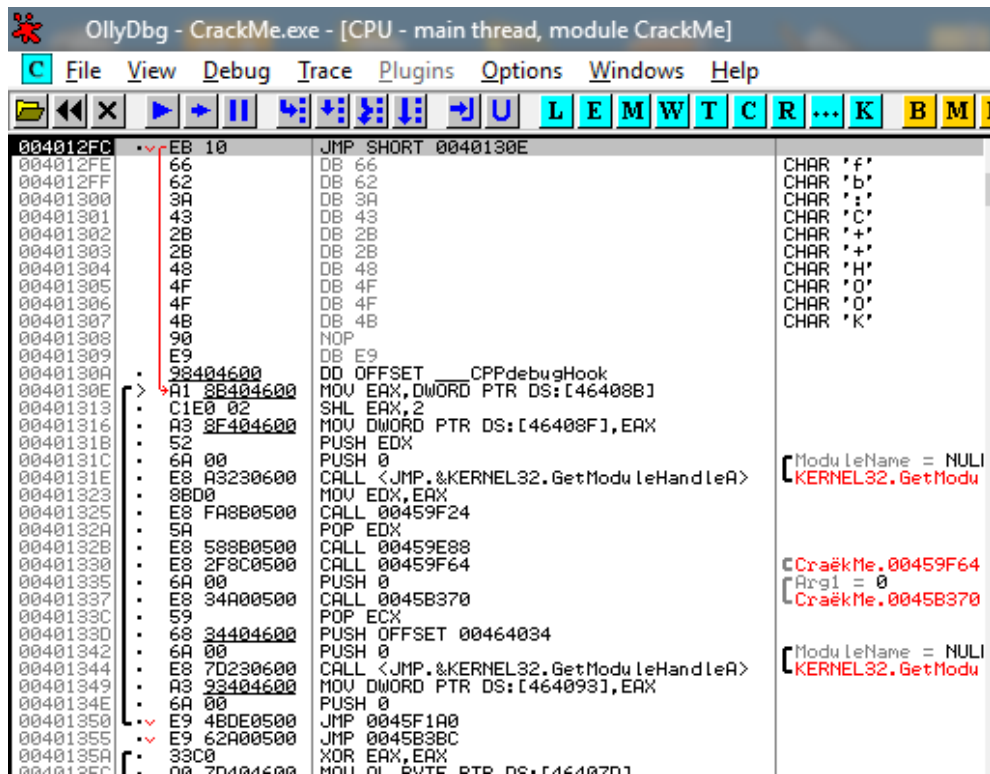 OllyDbg - CrackMe.exe - [CPU - main thread, module CrackMe]
C File View Debug Trace Plugins Options Windows Help
L E M W T C R ... K B M
004012FC EB 10 JMP SHORT 0040130E
004012FE 66 DB 66 CHAR 'f'
004012FF 62 DB 62 CHAR 'b'
00401300 3A DB 3A CHAR ':'
00401301 43 DB 43 CHAR 'C'
00401302 2B DB 2B CHAR '+'
00401303 2B DB 2B CHAR '+'
00401304 48 DB 48 CHAR 'H'
00401305 4F DB 4F CHAR 'O'
00401306 4F DB 4F CHAR 'O'
00401307 4B DB 4B CHAR 'K'
00401308 90 NOP
00401309 E9 DB E9
0040130A 98404600 DD OFFSET ___CPPdebugHook
0040130E A1 8B404600 MOV EAX,DWORD PTR DS:[46408B]
00401313 C1E0 02 SHL EAX,2
00401316 A3 8F404600 MOV DWORD PTR DS:[46408F],EAX
0040131B 52 PUSH EDX
0040131C 6A 00 PUSH 0 ModuleName = NULL
0040131E E8 A3230600 CALL <JMP.&KERNEL32.GetModuleHandleA> KERNEL32.GetModu
00401323 8BD0 MOV EDX,EAX
00401325 E8 FA8B0500 CALL 00459F24
0040132A 5A POP EDX
0040132B E8 588B0500 CALL 00459E88
00401330 E8 2F8C0500 CALL 00459F64 CraëkMe.00459F64
00401335 6A 00 PUSH 0 Arg1 = 0
00401337 E8 34A00500 CALL 0045B370 CraëkMe.0045B370
0040133C 59 POP ECX
0040133D 68 34404600 PUSH OFFSET 00464034
00401342 6A 00 PUSH 0 ModuleName = NULL
00401344 E8 7D230600 CALL <JMP.&KERNEL32.GetModuleHandleA> KERNEL32.GetModu
00401349 A3 93404600 MOV DWORD PTR DS:[464093],EAX
0040134E 6A 00 PUSH 0
00401350 E9 4BDE0500 JMP 0045F1A0
00401355 E9 62A00500 JMP 0045B3BC
0040135A 33C0 XOR EAX,EAX